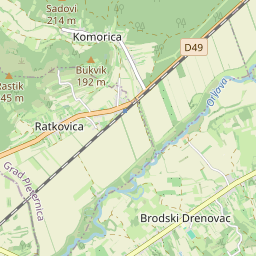 Sadovi
214 m
Komorica
D49
Bukvik
192 m
Rastik
45 m
Orljava
Ratkovica
Grad Pleternica
Brodski Drenovac